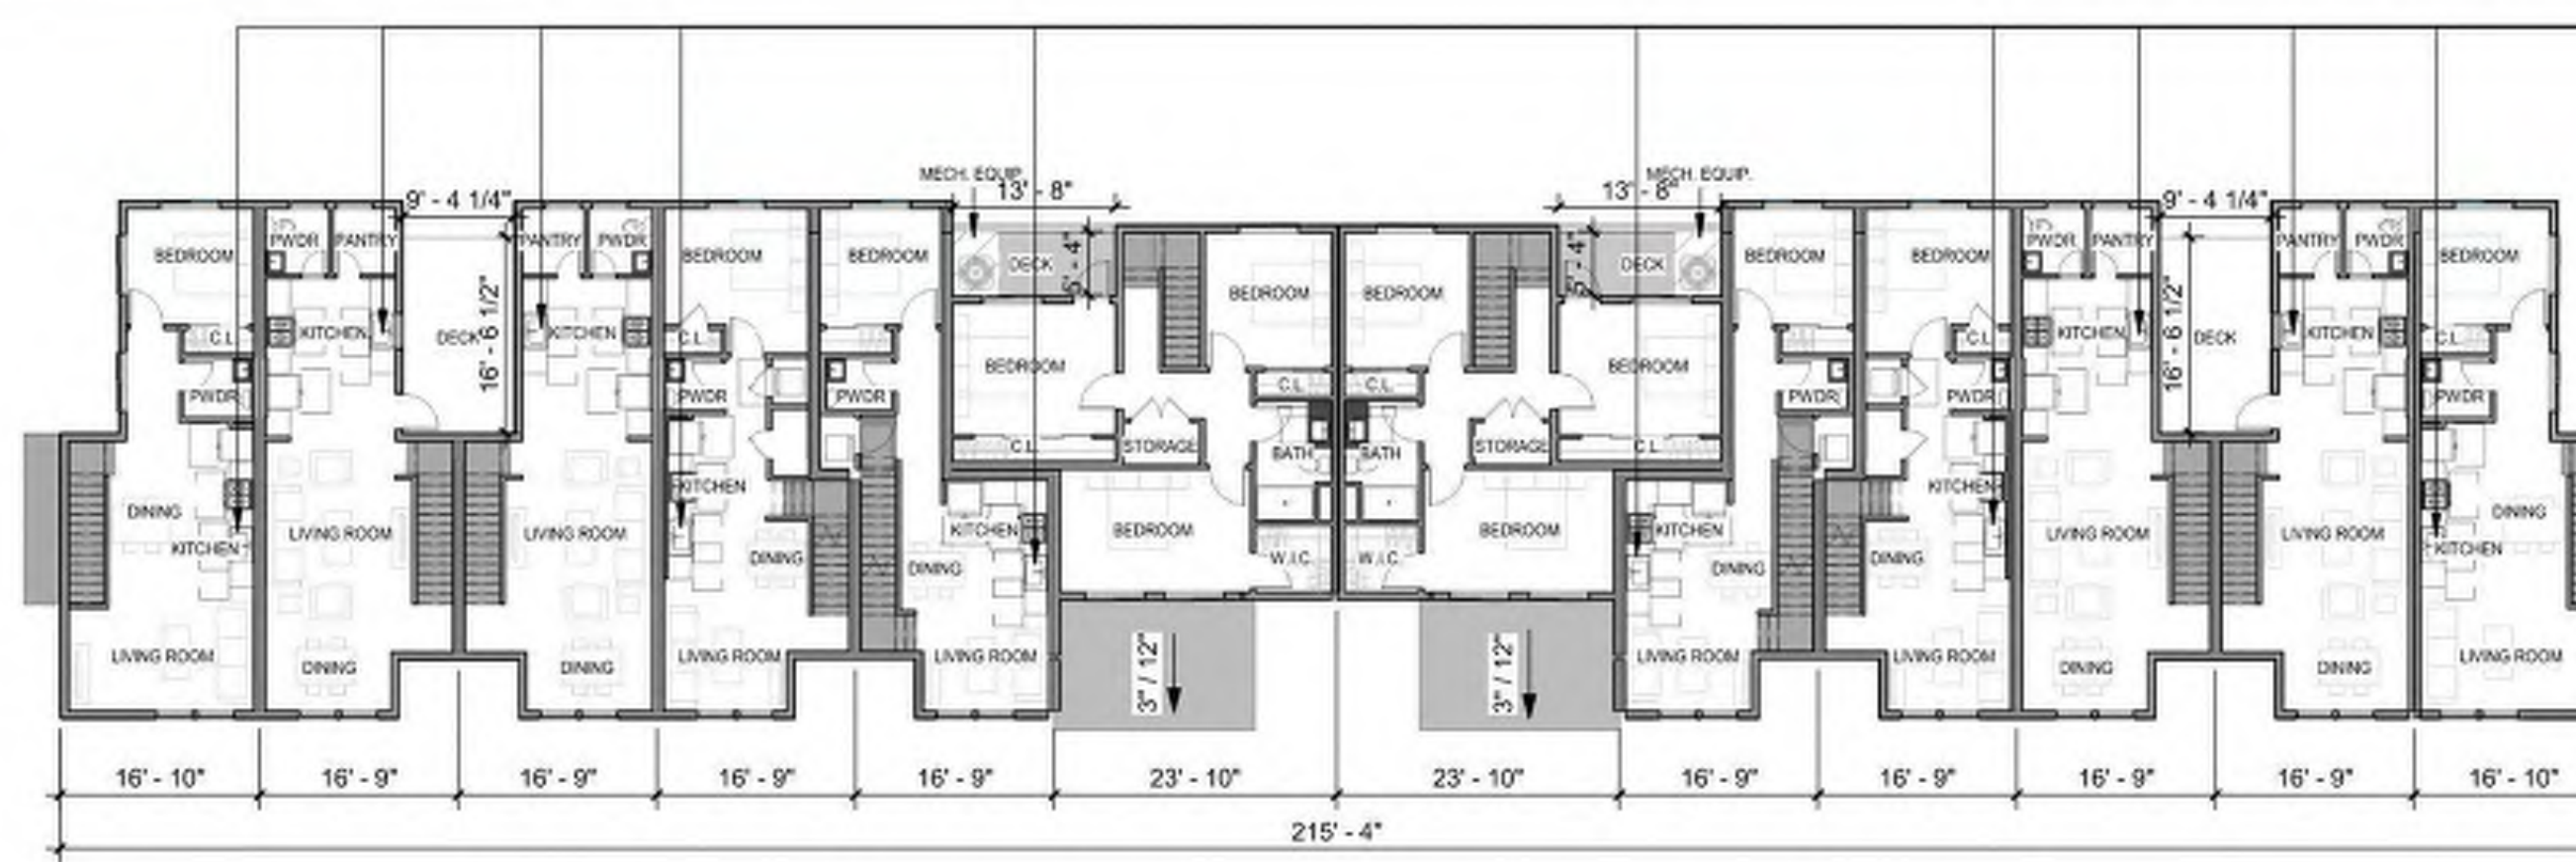 MECH. EQUIP. MECH. EQUIP.
9' - 4 1/4" 13' - 8" 13' - 8" 9' - 4 1/4"
PWDR PANTRY PANTRY PWDR PWDR PANTRY PANTRY PWDR
BEDROOM BEDROOM BEDROOM DECK 5' - 4" 5' - 4" DECK BEDROOM BEDROOM BEDROOM
BEDROOM BEDROOM
C.L. KITCHEN DECK 16' - 6 1/2" KITCHEN C.L. C.L. KITCHEN 16' - 6 1/2" DECK KITCHEN C.L.
BEDROOM BEDROOM
C.L. C.L.
PWDR PWDR PWDR PWDR PWDR PWDR
C.L. STORAGE BATH BATH STORAGE C.L.
KITCHEN KITCHEN
DINING DINING
LIVING ROOM LIVING ROOM KITCHEN BEDROOM BEDROOM KITCHEN LIVING ROOM LIVING ROOM
KITCHEN DINING DINING W.I.C. W.I.C. DINING DINING KITCHEN
LIVING ROOM DINING DINING LIVING ROOM LIVING ROOM LIVING ROOM LIVING ROOM DINING DINING LIVING ROOM
3" / 12" 3" / 12"
16' - 10" 16' - 9" 16' - 9" 16' - 9" 16' - 9" 23' - 10" 23' - 10" 16' - 9" 16' - 9" 16' - 9" 16' - 9" 16' - 10"
215' - 4"